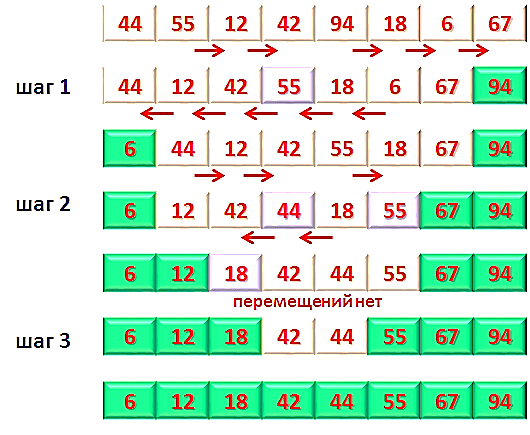 44 55 12 42 94 18 6 67
шаг 1 44 12 42 55 18 6 67 94
6 44 12 42 55 18 67 94
шаг 2 6 12 42 44 18 55 67 94
6 12 18 42 44 55 67 94
перемещений нет
шаг 3 6 12 18 42 44 55 67 94
6 12 18 42 44 55 67 94